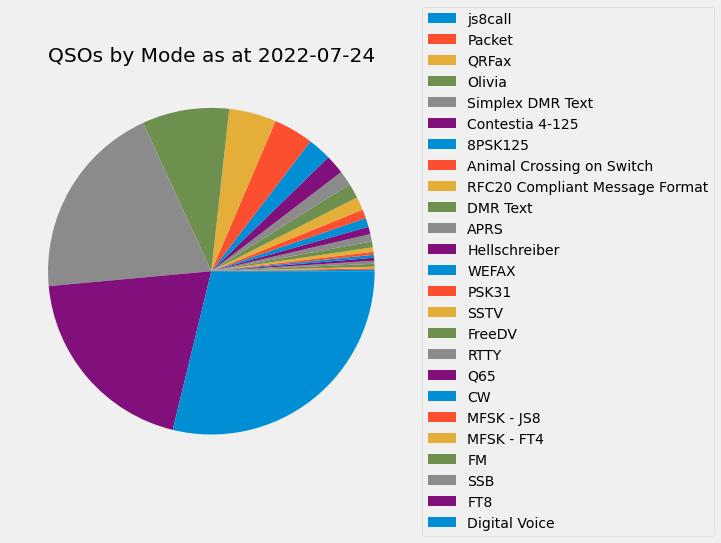 QSOs by Mode as at 2022-07-24
js8call
Packet
QRFax
Olivia
Simplex DMR Text
Contestia 4-125
8PSK125
Animal Crossing on Switch
RFC20 Compliant Message Format
DMR Text
APRS
Hellschreiber
WEFAX
PSK31
SSTV
FreeDV
RTTY
Q65
CW
MFSK - JS8
MFSK - FT4
FM
SSB
FT8
Digital Voice